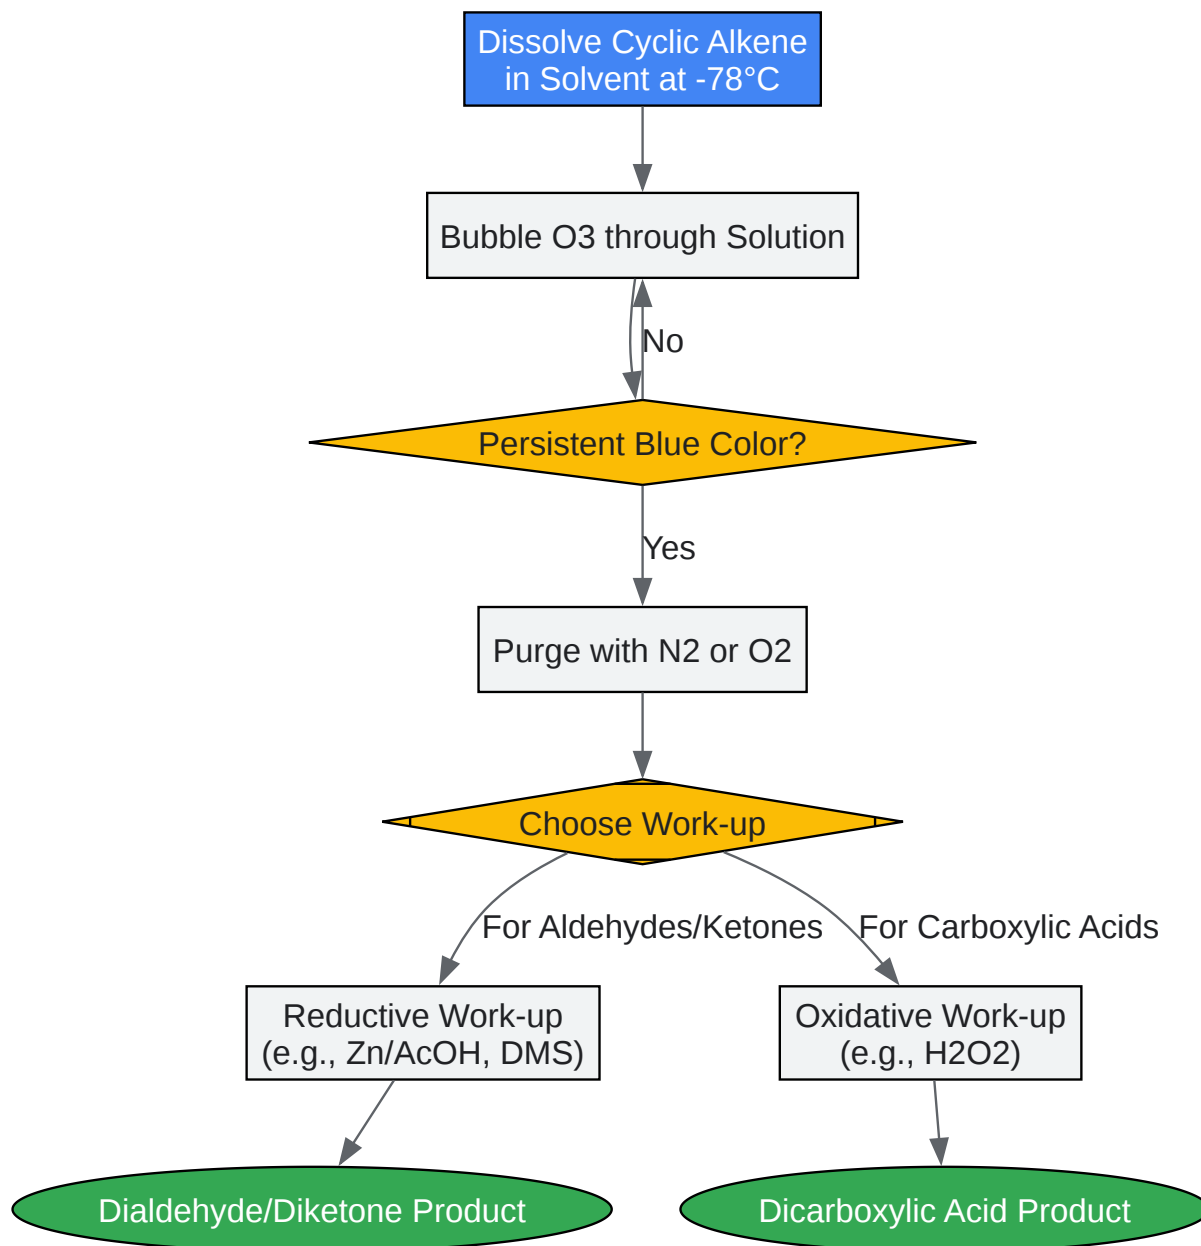 Dissolve Cyclic Alkene
in Solvent at -78°C
Bubble O3 through Solution
No
Persistent Blue Color?
Yes
Purge with N2 or O2
Choose Work-up
For Aldehydes/Ketones
For Carboxylic Acids
Reductive Work-up
(e.g., Zn/AcOH, DMS)
Oxidative Work-up
(e.g., H2O2)
Dialdehyde/Diketone Product
Dicarboxylic Acid Product